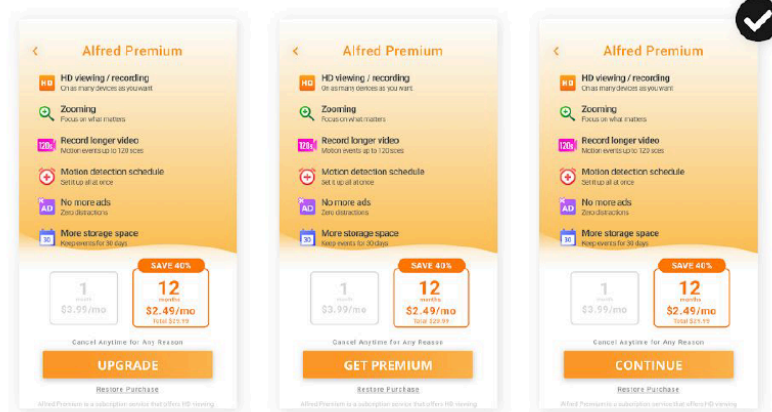 Alfred Premium
HD
HD viewing / recording
On as many devices as you want
Zooming
Focus on what matters
120s
Record longer video
Motion events up to 120 sces
Motion detection schedule
Set it up all at once
AD
No more ads
Zero distractions
30
More storage space
Keep events for 30 days
SAVE 40%
1
month
$3.99/mo
12
months
$2.49/mo
Total $29.99
Cancel Anytime for Any Reason
UPGRADE
Restore Purchase
Alfred Premium is a subscription service that offers HD viewing
Alfred Premium
HD
HD viewing / recording
On as many devices as you want
Zooming
Focus on what matters
120s
Record longer video
Motion events up to 120 sces
Motion detection schedule
Set it up all at once
AD
No more ads
Zero distractions
30
More storage space
Keep events for 30 days
SAVE 40%
1
month
$3.99/mo
12
months
$2.49/mo
Total $29.99
Cancel Anytime for Any Reason
GET PREMIUM
Restore Purchase
Alfred Premium is a subscription service that offers HD viewing
Alfred Premium
HD
HD viewing / recording
On as many devices as you want
Zooming
Focus on what matters
120s
Record longer video
Motion events up to 120 sces
Motion detection schedule
Set it up all at once
AD
No more ads
Zero distractions
30
More storage space
Keep events for 30 days
SAVE 40%
1
month
$3.99/mo
12
months
$2.49/mo
Total $29.99
Cancel Anytime for Any Reason
CONTINUE
Restore Purchase
Alfred Premium is a subscription service that offers HD viewing